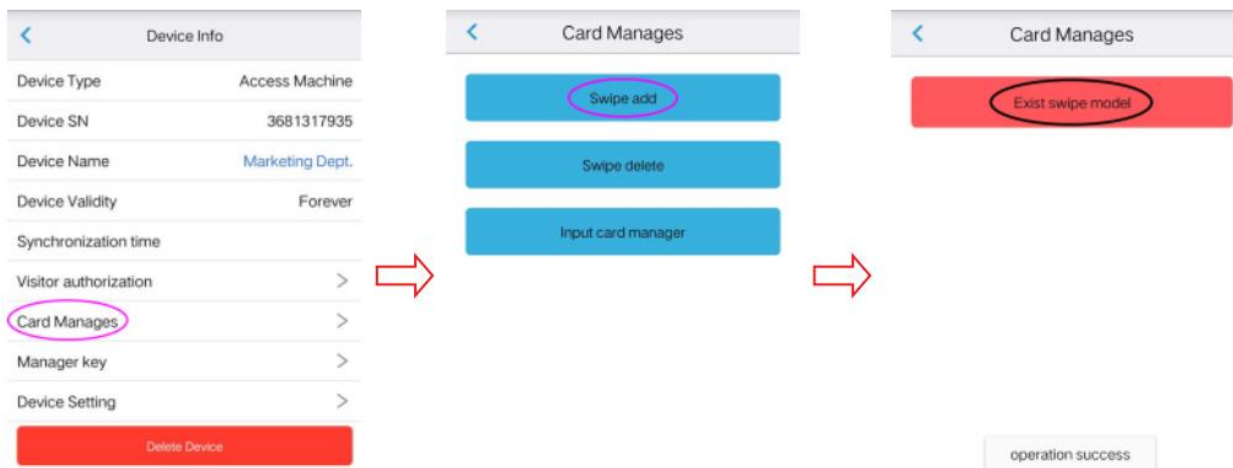 Device Info
Device Type Access Machine
Device SN 3681317935
Device Name Marketing Dept.
Device Validity Forever
Synchronization time
Visitor authorization
Card Manages
Manager key
Device Setting
Delete Device
Card Manages
Swipe add
Swipe delete
Input card manager
Card Manages
Exist swipe model
operation success